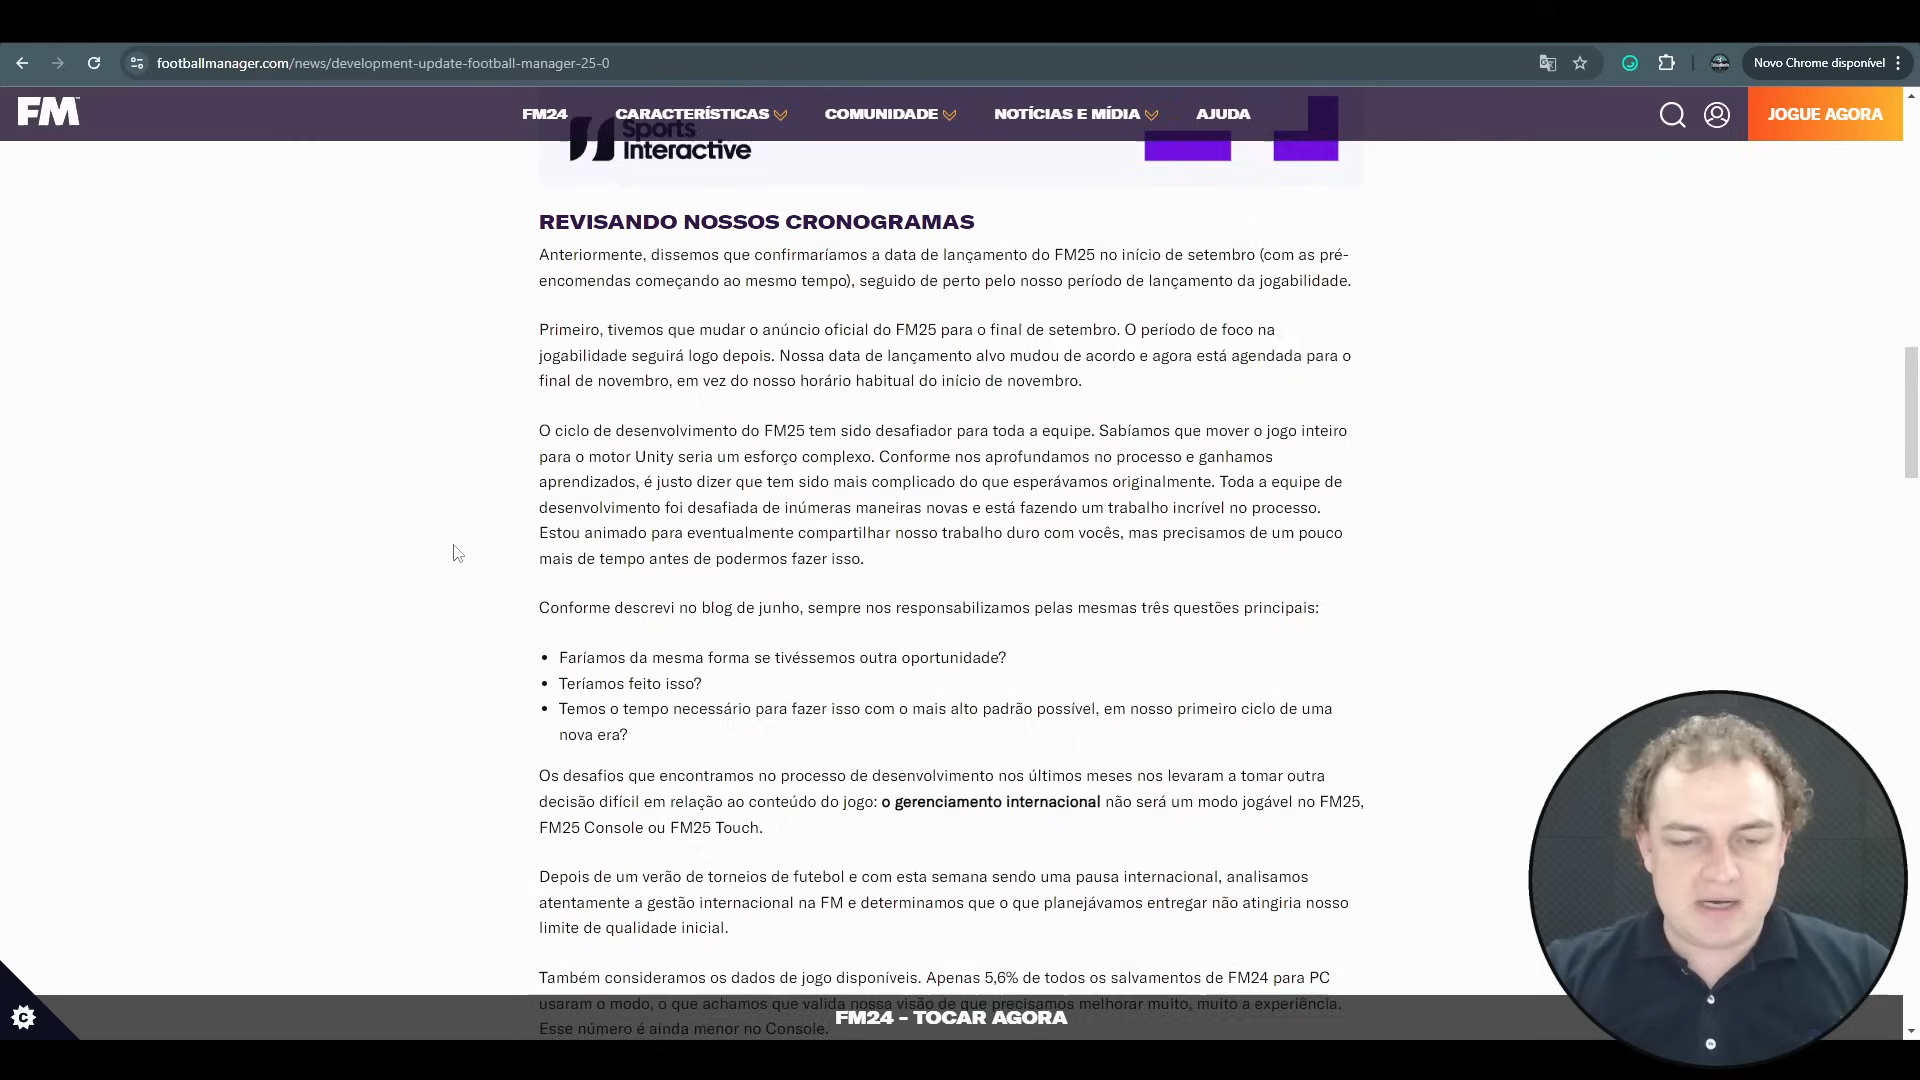 footballmanager.com/news/development-update-football-manager-25-0
Novo Chrome disponível
FM
FM24
CARACTERÍSTICAS
COMUNIDADE
NOTÍCIAS E MÍDIA
AJUDA
JOGUE AGORA
Sports
Interactive
REVISANDO NOSSOS CRONOGRAMAS
Anteriormente, dissemos que confirmaríamos a data de lançamento do FM25 no início de setembro (com as pré-
encomendas começando ao mesmo tempo), seguido de perto pelo nosso período de lançamento da jogabilidade.
Primeiro, tivemos que mudar o anúncio oficial do FM25 para o final de setembro. O período de foco na
jogabilidade seguirá logo depois. Nossa data de lançamento alvo mudou de acordo e agora está agendada para o
final de novembro, em vez do nosso horário habitual do início de novembro.
O ciclo de desenvolvimento do FM25 tem sido desafiador para toda a equipe. Sabíamos que mover o jogo inteiro
para o motor Unity seria um esforço complexo. Conforme nos aprofundamos no processo e ganhamos
aprendizados, é justo dizer que tem sido mais complicado do que esperávamos originalmente. Toda a equipe de
desenvolvimento foi desafiada de inúmeras maneiras novas e está fazendo um trabalho incrível no processo.
Estou animado para eventualmente compartilhar nosso trabalho duro com vocês, mas precisamos de um pouco
mais de tempo antes de podermos fazer isso.
Conforme descrevi no blog de junho, sempre nos responsabilizamos pelas mesmas três questões principais:
• Faríamos da mesma forma se tivéssemos outra oportunidade?
• Teríamos feito isso?
• Temos o tempo necessário para fazer isso com o mais alto padrão possível, em nosso primeiro ciclo de uma
nova era?
Os desafios que encontramos no processo de desenvolvimento nos últimos meses nos levaram a tomar outra
decisão difícil em relação ao conteúdo do jogo: o gerenciamento internacional não será um modo jogável no FM25,
FM25 Console ou FM25 Touch.
Depois de um verão de torneios de futebol e com esta semana sendo uma pausa internacional, analisamos
atentamente a gestão internacional na FM e determinamos que o que planejávamos entregar não atingiria nosso
limite de qualidade inicial.
Também consideramos os dados de jogo disponíveis. Apenas 5,6% de todos os salvamentos de FM24 para PC
usaram o modo, o que achamos que valida nossa visão de que precisamos melhorar muito, muito a experiência.
Esse número é ainda menor no Console.
FM24 - TOCAR AGORA